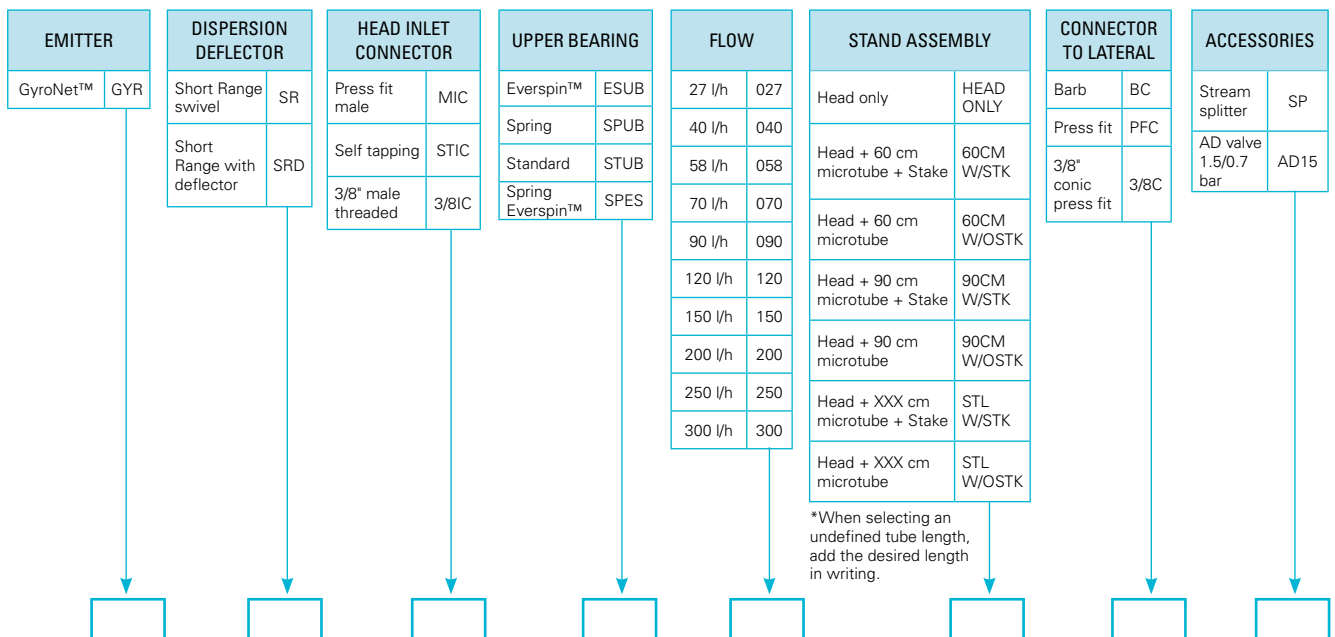 EMITTER
GyroNet™ GYR
DISPERSION
DEFLECTOR
Short Range
swivel
SR
Short
Range with
deflector
SRD
HEAD INLET
CONNECTOR
Press fit
male
MIC
Self tapping STIC
3/8" male
threaded
3/8IC
UPPER BEARING
Everspin™ ESUB
Spring SPUB
Standard STUB
Spring
Everspin™
SPES
FLOW
27 l/h 027
40 l/h 040
58 l/h 058
70 l/h 070
90 l/h 090
120 l/h 120
150 l/h 150
200 l/h 200
250 l/h 250
300 l/h 300
STAND ASSEMBLY
Head only
HEAD
ONLY
Head + 60 cm
microtube + Stake
60CM
W/STK
Head + 60 cm
microtube
60CM
W/OSTK
Head + 90 cm
microtube + Stake
90CM
W/STK
Head + 90 cm
microtube
90CM
W/OSTK
Head + XXX cm
microtube + Stake
STL
W/STK
Head + XXX cm
microtube
STL
W/OSTK
*When selecting an
undefined tube length,
add the desired length
in writing.
CONNECTOR
TO LATERAL
Barb BC
Press fit PFC
3/8"
conic
press fit
3/8C
ACCESSORIES
Stream
splitter
SP
AD valve
1.5/0.7
bar
AD15